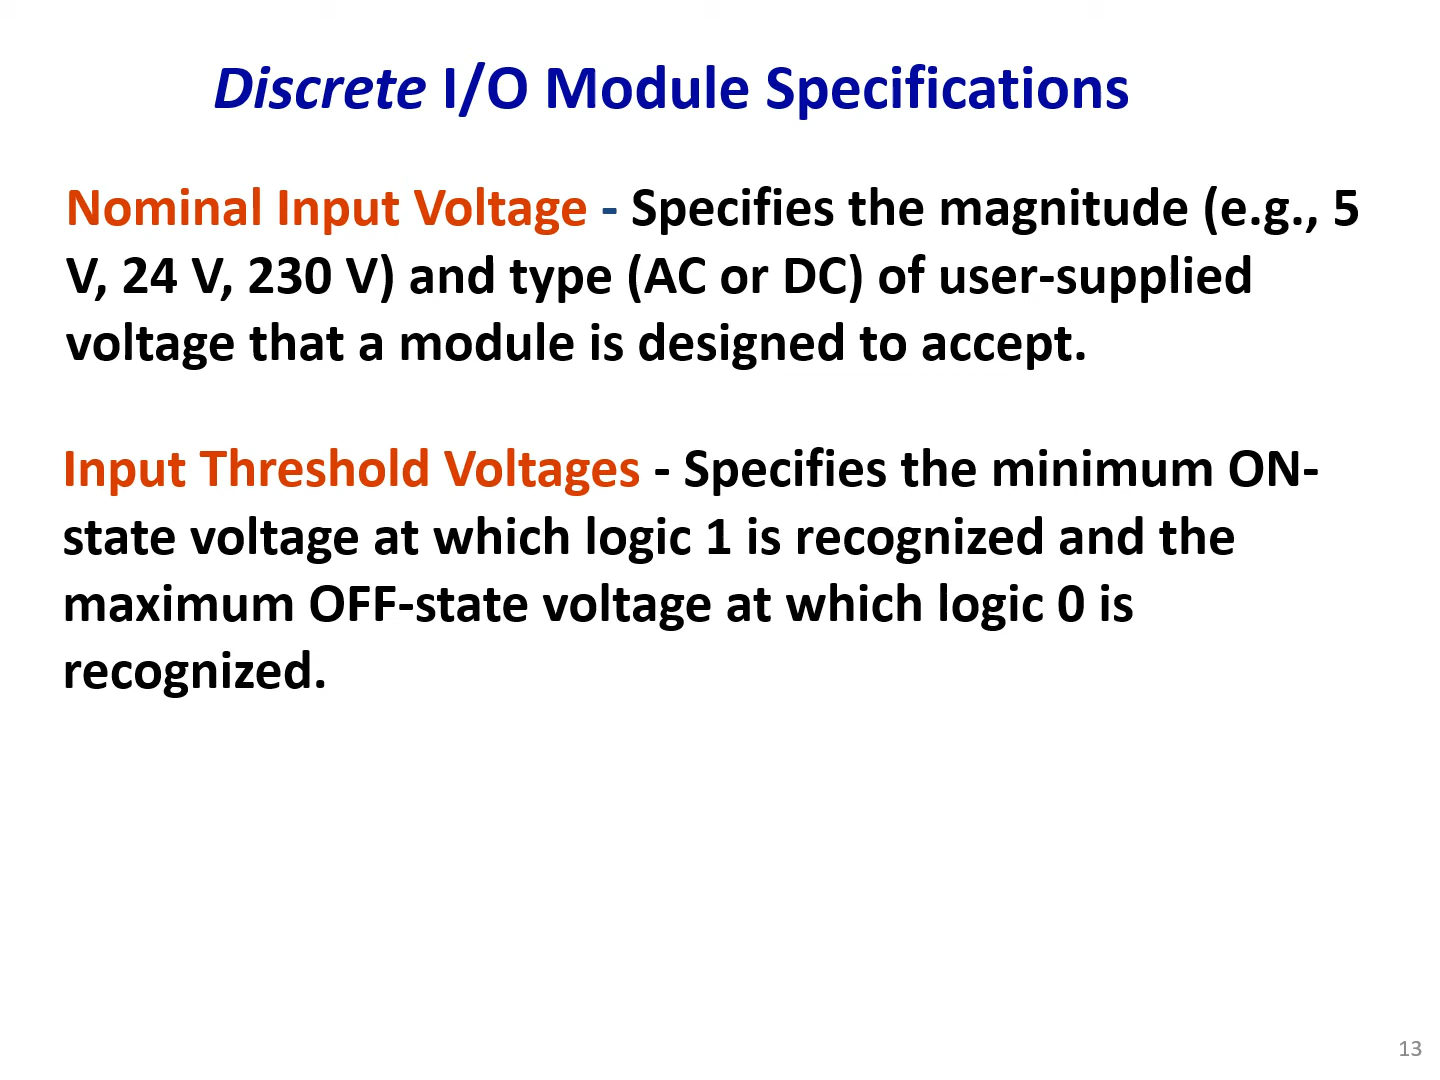 Discrete I/O Module Specifications
Nominal Input Voltage - Specifies the magnitude (e.g., 5
V, 24 V, 230 V) and type (AC or DC) of user-supplied
voltage that a module is designed to accept.
Input Threshold Voltages - Specifies the minimum ON-
state voltage at which logic 1 is recognized and the
maximum OFF-state voltage at which logic 0 is
recognized.
13